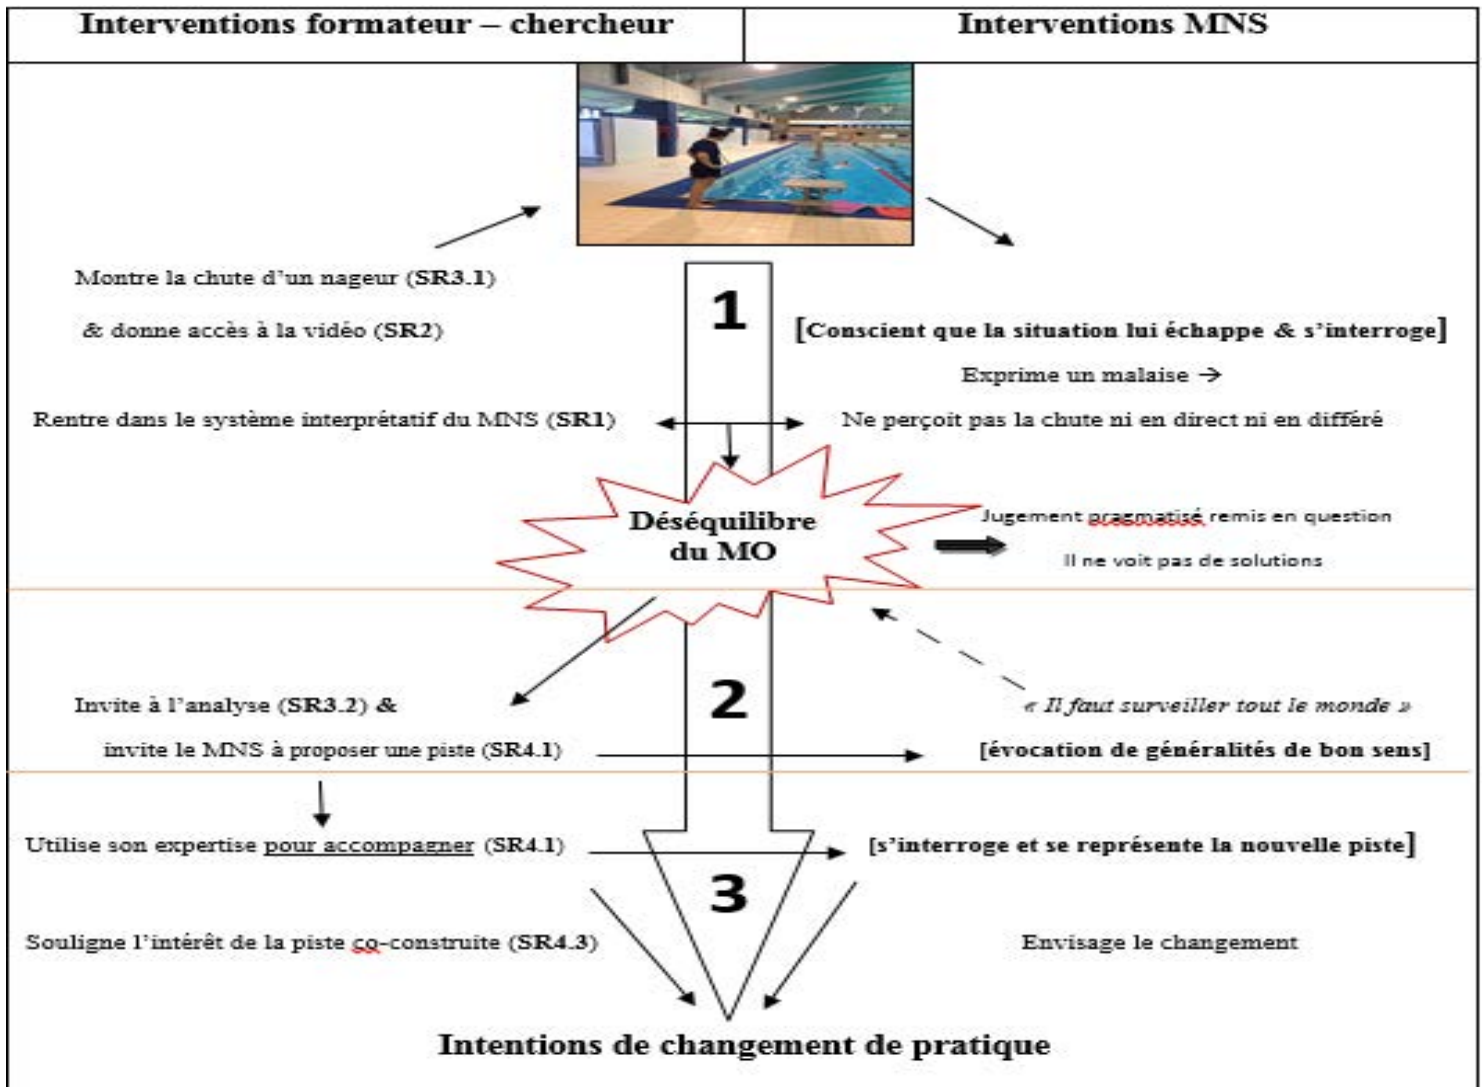 Interventions formateur – chercheur
Interventions MNS
Montre la chute d’un nageur (SR3.1)
& donne accès à la vidéo (SR2)
1
[Conscient que la situation lui échappe & s’interroge]
Exprime un malaise →
Rentre dans le système interprétatif du MNS (SR1)
Ne perçoit pas la chute ni en direct ni en différé
Déséquilibre
du MO
Jugement pragmatisé remis en question
Il ne voit pas de solutions
2
Invite à l’analyse (SR3.2) &
invite le MNS à proposer une piste (SR4.1)
« Il faut surveiller tout le monde »
[évocation de généralités de bon sens]
Utilise son expertise pour accompagner (SR4.1)
[s’interroge et se représente la nouvelle piste]
3
Souligne l’intérêt de la piste co-construite (SR4.3)
Envisage le changement
Intentions de changement de pratique